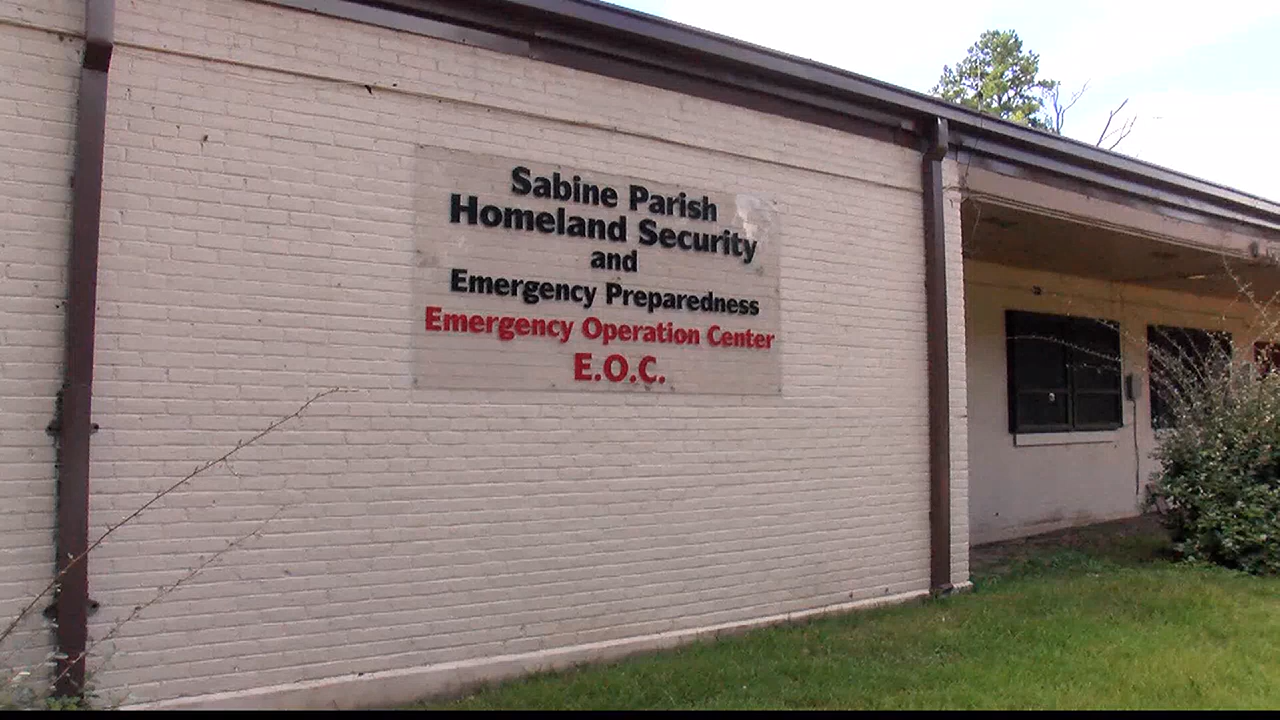 Sabine Parish
Homeland Security
and
Emergency Preparedness
Emergency Operation Center
E.O.C.